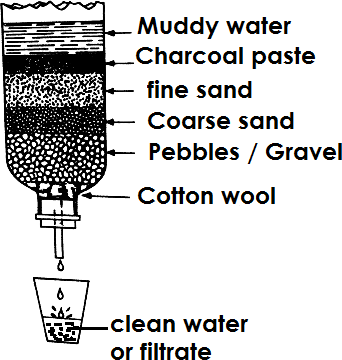 Muddy water
Charcoal paste
fine sand
Coarse sand
Pebbles / Gravel
Cotton wool
clean water
or filtrate